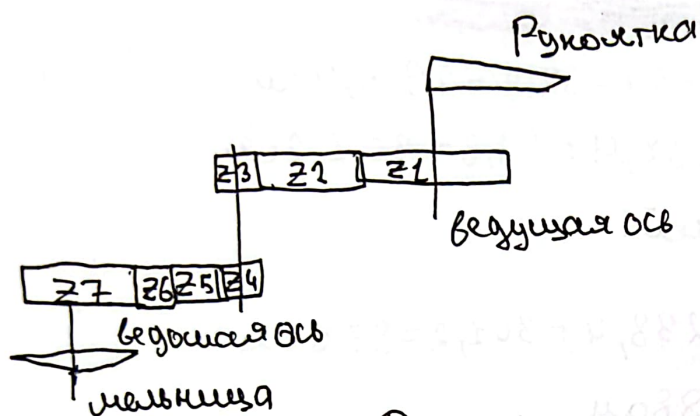 Рукоятка
Z3 Z2 Z1
ведущая ось
Z7 Z6 Z5 Z4
ведомая ось
мельница